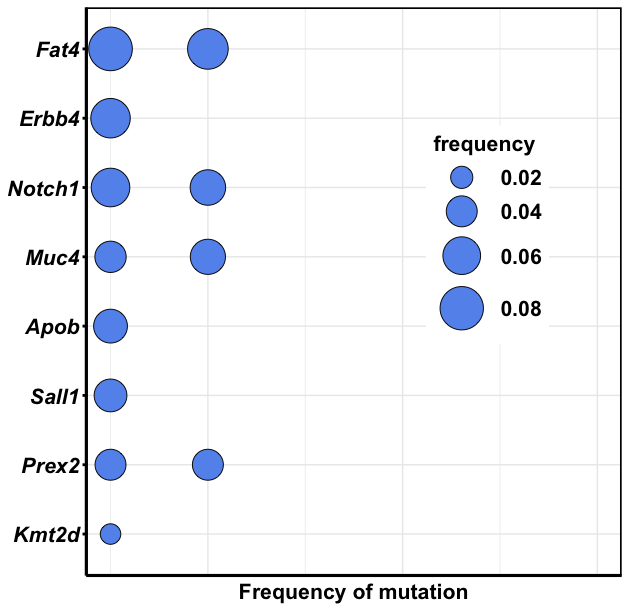 Fat4
Erbb4
Notch1
Muc4
Apob
Sall1
Prex2
Kmt2d
frequency
0.02
0.04
0.06
0.08
Frequency of mutation